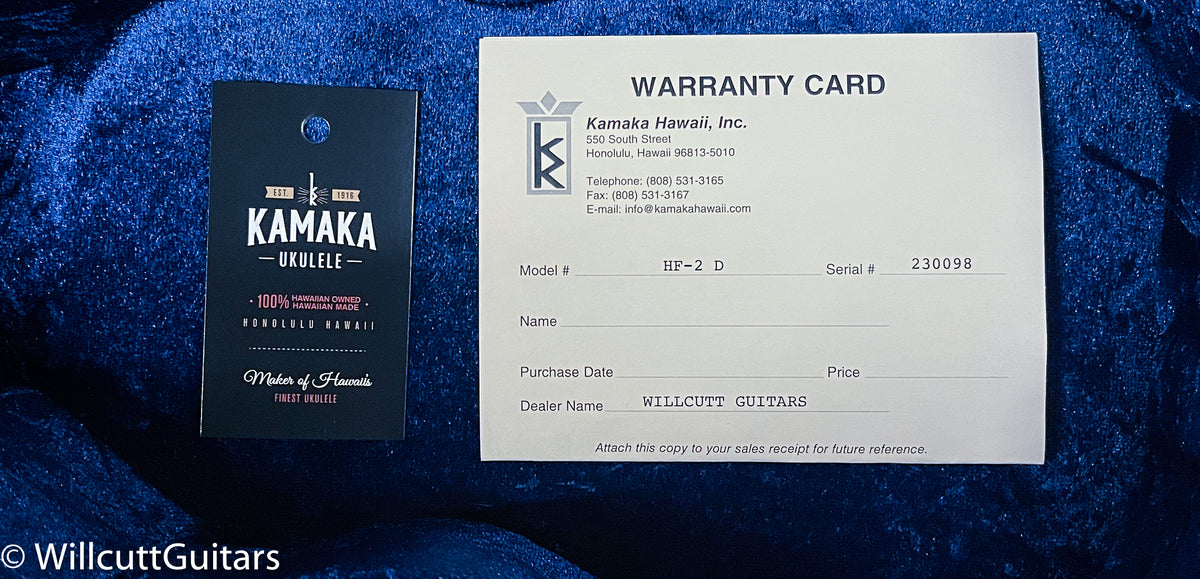 EST. 1916
KAMAKA
UKULELE
100% HAWAIIAN OWNED
HAWAIIAN MADE
HONOLULU HAWAII
Maker of Hawaii's
FINEST UKULELE
WARRANTY CARD
Kamaka Hawaii, Inc.
550 South Street
Honolulu, Hawaii 96813-5010
Telephone: (808) 531-3165
Fax: (808) 531-3167
E-mail: info@kamakahawaii.com
Model # HF-2 D Serial # 230098
Name
Purchase Date Price
Dealer Name WILLCUTT GUITARS
Attach this copy to your sales receipt for future reference.
© WillcuttGuitars